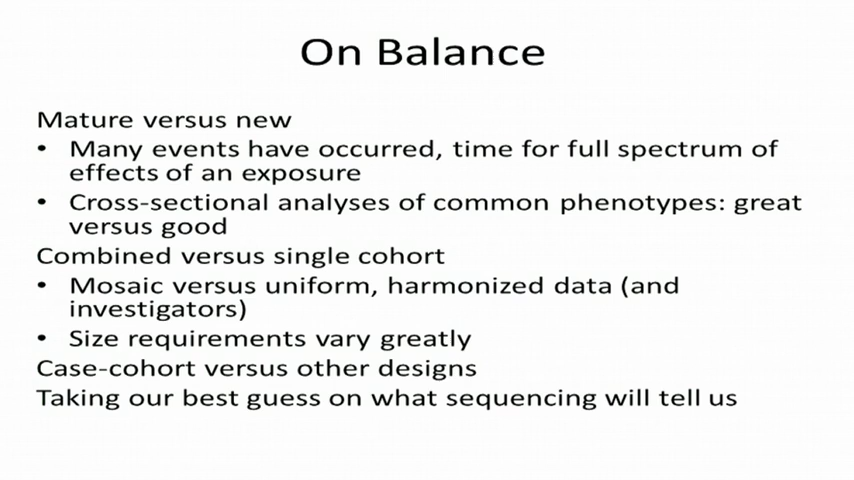 On Balance
Mature versus new
• Many events have occurred, time for full spectrum of
effects of an exposure
• Cross-sectional analyses of common phenotypes: great
versus good
Combined versus single cohort
• Mosaic versus uniform, harmonized data (and
investigators)
• Size requirements vary greatly
Case-cohort versus other designs
Taking our best guess on what sequencing will tell us